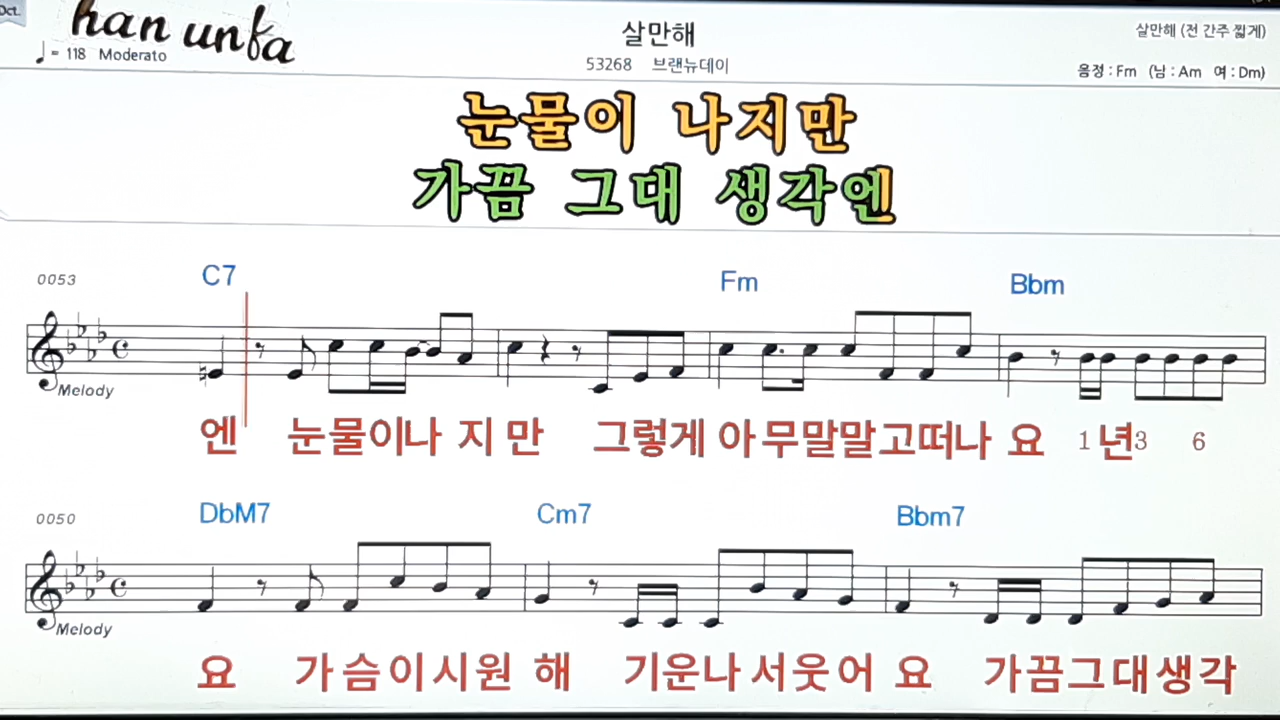 Oct.
han unfa
♩= 118 Moderato
살만해
53268 브랜뉴데이
살만해 (전 간주 찗게)
음정 : Fm (남 : Am 여 : Dm)
눈물이 나지만
가끔 그대 생각엔
0053
C7 Fm Bbm
Melody
엔 눈물이나 지 만 그렇게 아무말말고떠나 요 1 년3 6
0050
DbM7 Cm7 Bbm7
Melody
요 가슴이시원 해 기운나서웃어 요 가끔그대생각